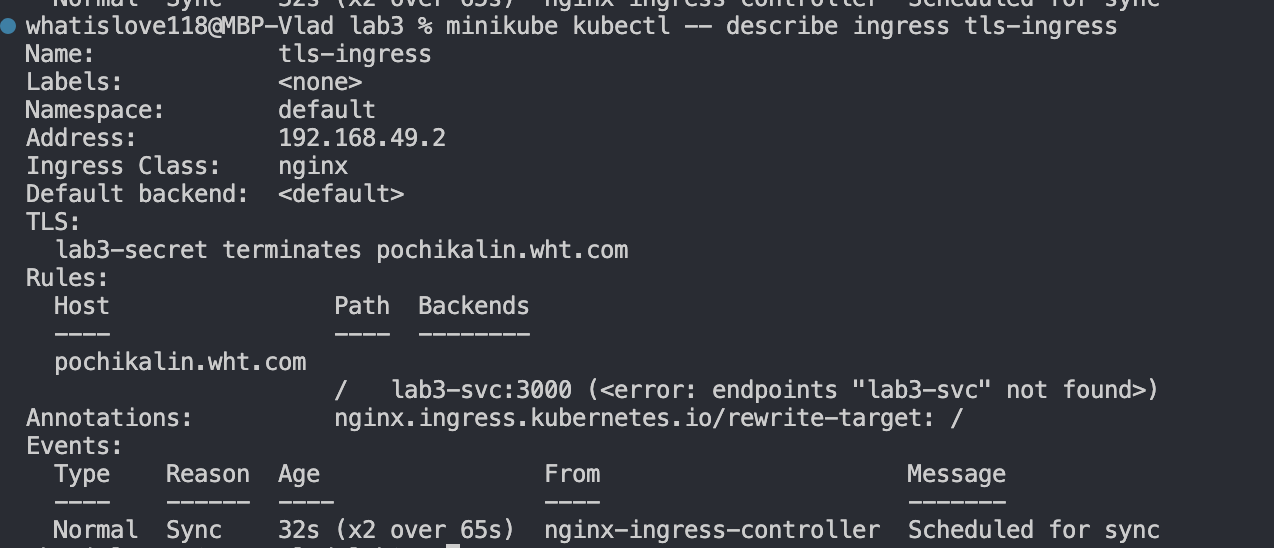 Normal Sync 32s (x2 over 65s) nginx-ingress-controller Scheduled for sync
whatislove118@MBP-Vlad lab3 % minikube kubectl -- describe ingress tls-ingress
Name: tls-ingress
Labels: <none>
Namespace: default
Address: 192.168.49.2
Ingress Class: nginx
Default backend: <default>
TLS:
lab3-secret terminates pochikalin.wht.com
Rules:
Host Path Backends
---- ---- --------
pochikalin.wht.com
/ lab3-svc:3000 (<error: endpoints "lab3-svc" not found>)
Annotations: nginx.ingress.kubernetes.io/rewrite-target: /
Events:
Type Reason Age From Message
---- ------ ---- ---- -------
Normal Sync 32s (x2 over 65s) nginx-ingress-controller Scheduled for sync